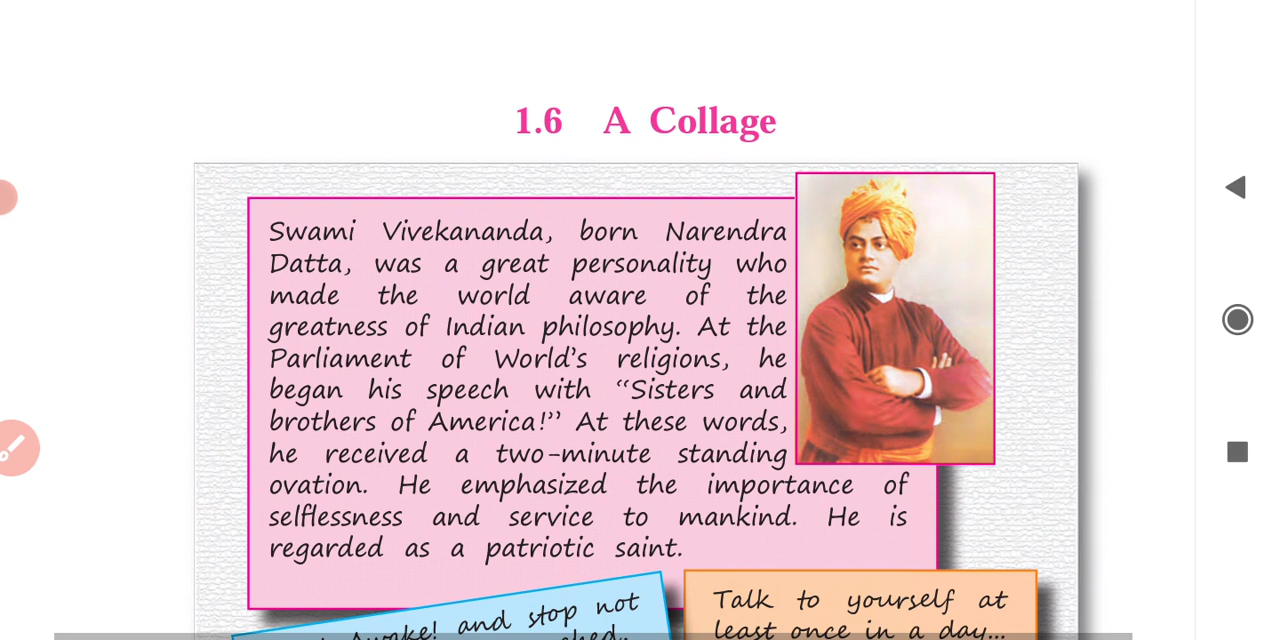 1.6 A Collage
Swami Vivekananda, born Narendra
Datta, was a great personality who
made the world aware of the
greatness of Indian philosophy. At the
Parliament of World's religions, he
began his speech with “Sisters and
brothers of America!” At these words,
he received a two-minute standing
ovation. He emphasized the importance of
selflessness and service to mankind. He is
regarded as a patriotic saint.
Awake! and stop not
Talk to yourself at
least once in a day...